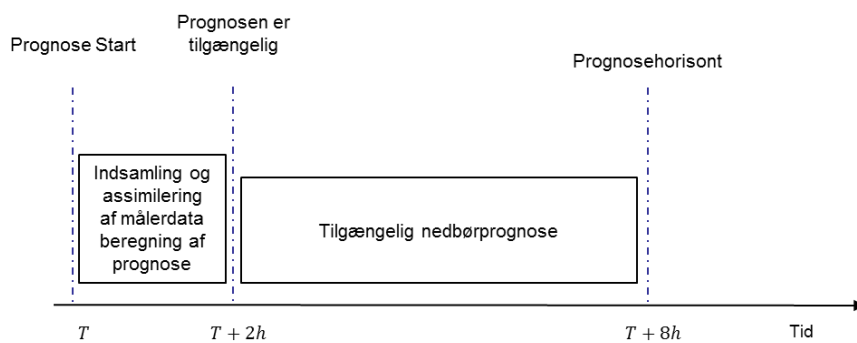 Prognose Start
Prognosen er
tilgængelig
Prognosehorisont
Indsamling og
assimilering
af målerdata
beregning af
prognose
Tilgængelig nedbørprognose
T
T + 2h
T + 8h
Tid